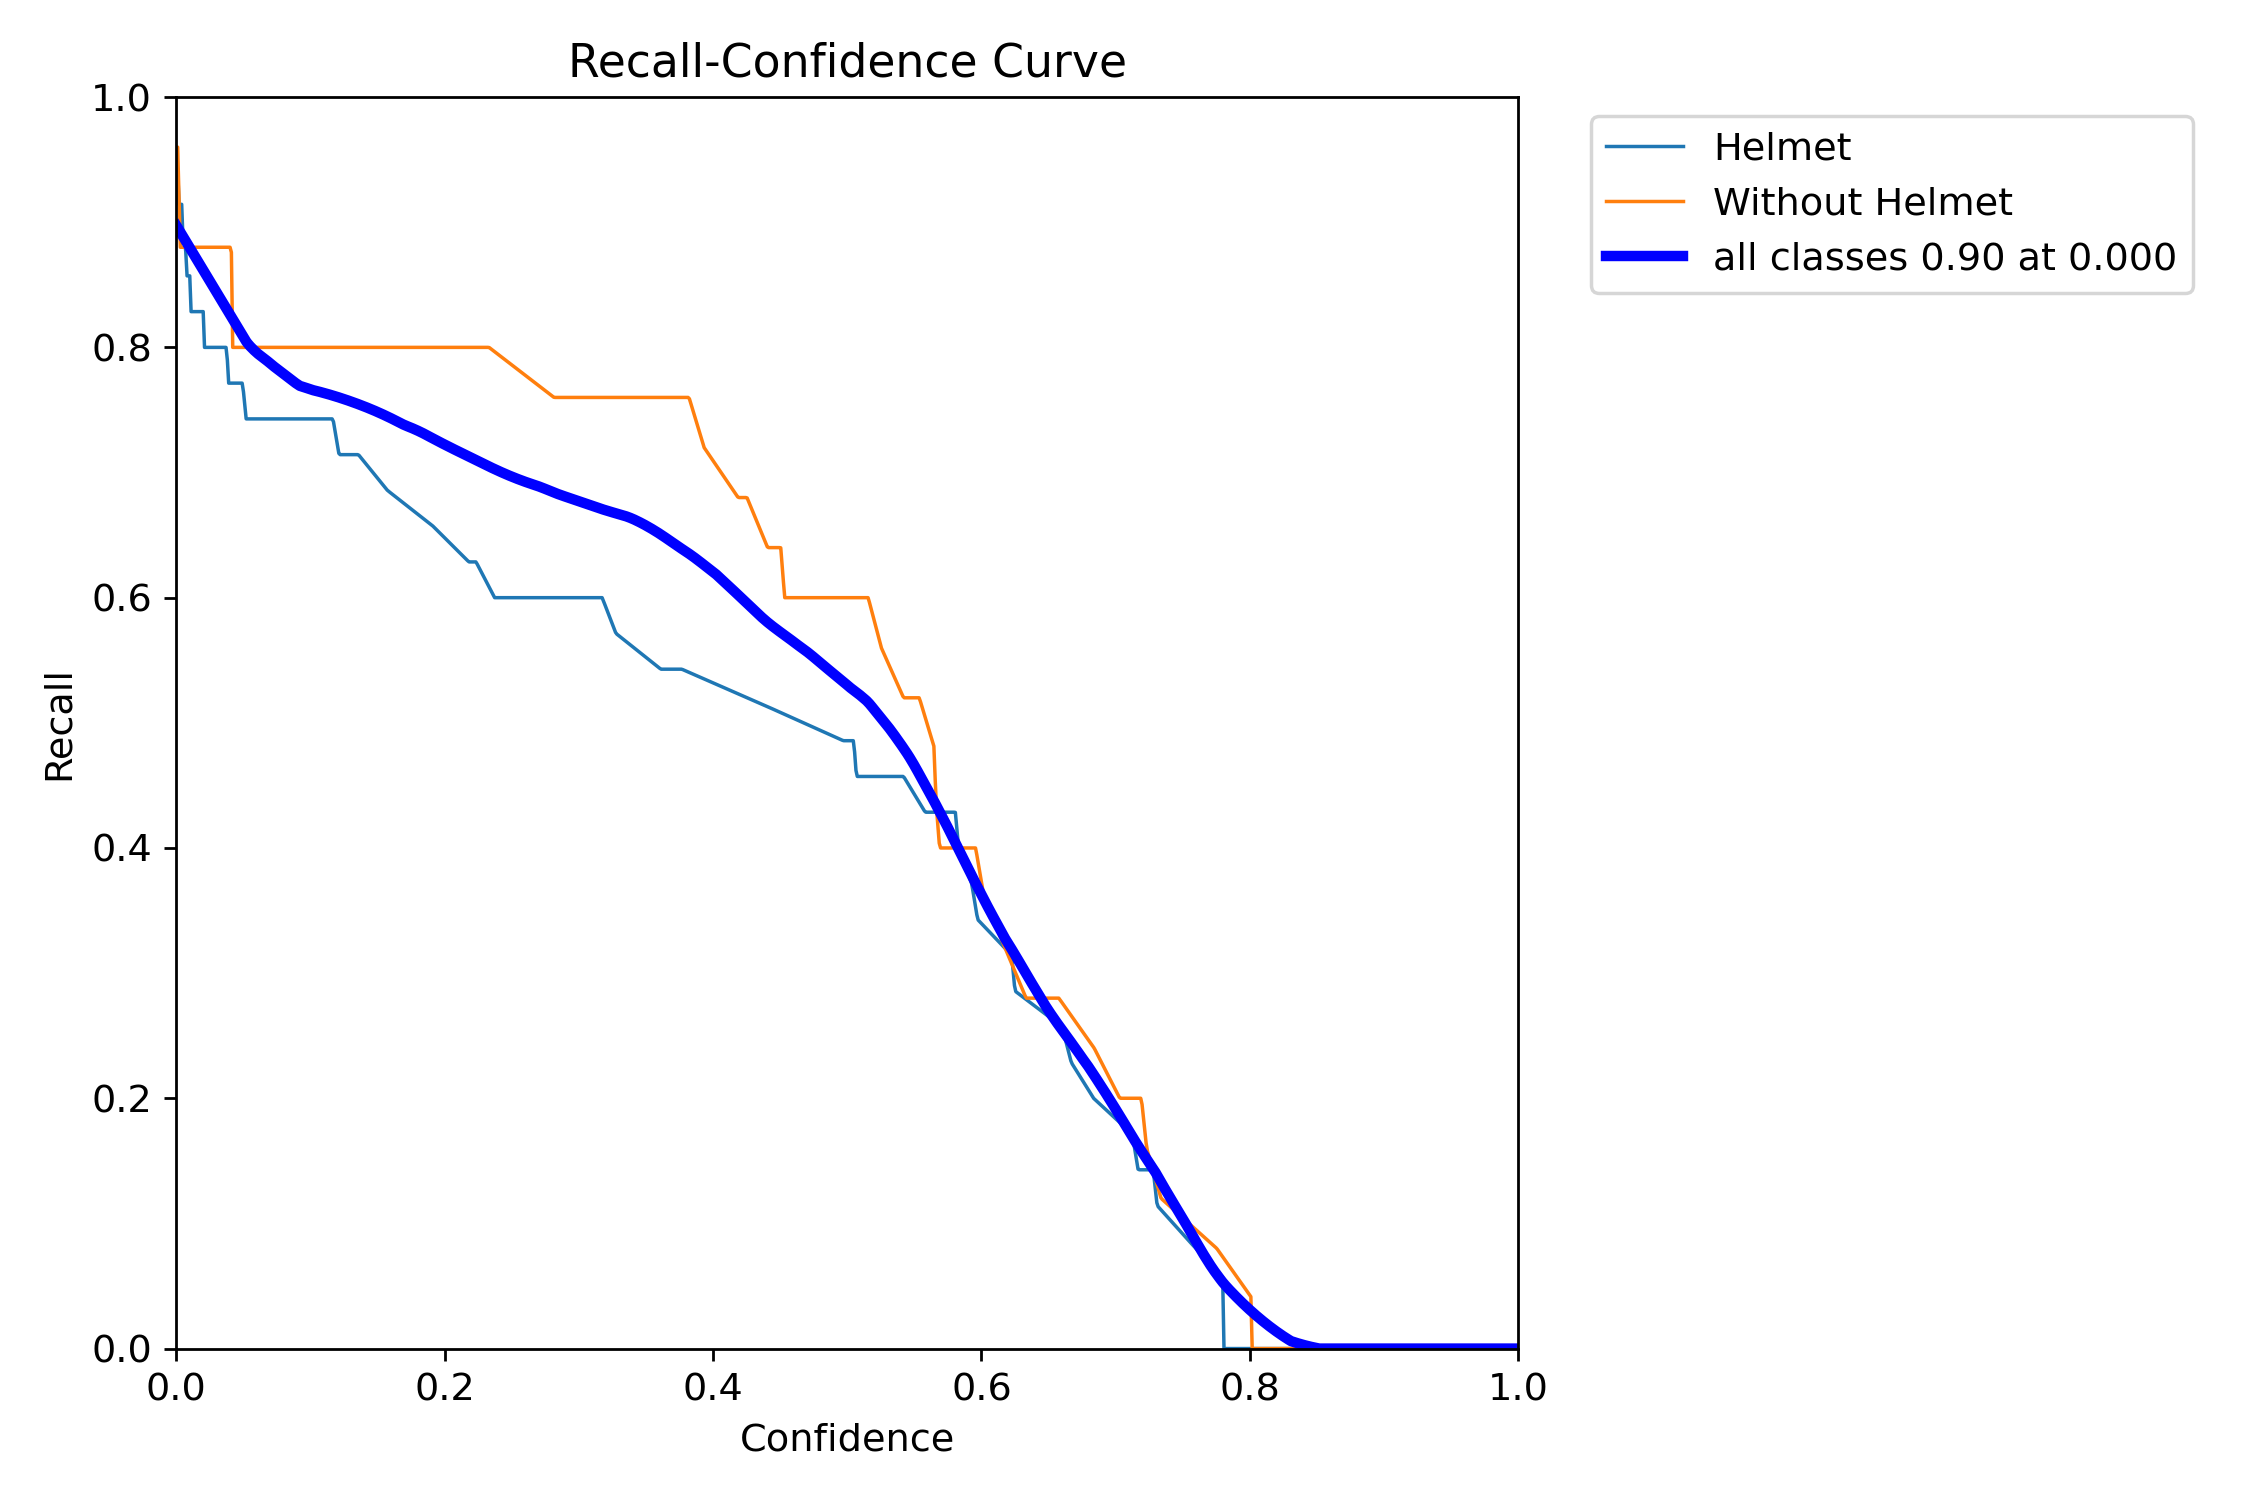 Recall-Confidence Curve
1.0
0.8
0.6
0.4
0.2
0.0
Recall
0.0 0.2 0.4 0.6 0.8 1.0
Confidence
Helmet
Without Helmet
all classes 0.90 at 0.000